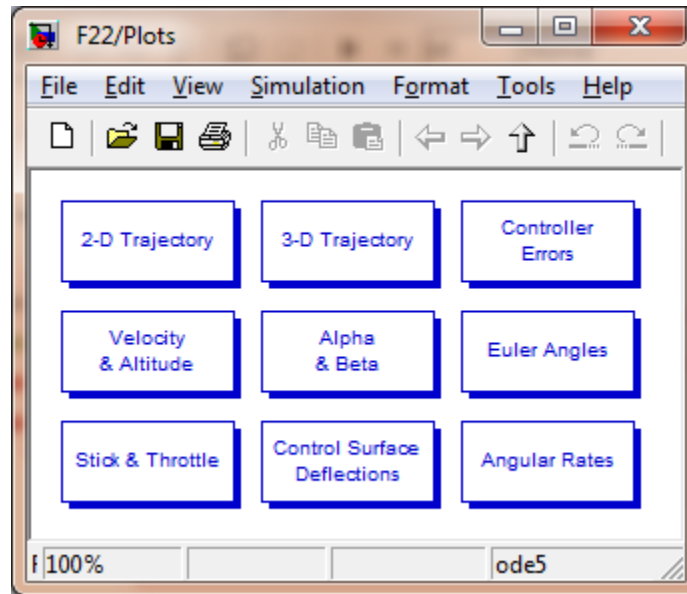 F22/Plots
File Edit View Simulation Format Tools Help
2-D Trajectory
3-D Trajectory
Controller
Errors
Velocity
& Altitude
Alpha
& Beta
Euler Angles
Stick & Throttle
Control Surface
Deflections
Angular Rates
100%
ode5